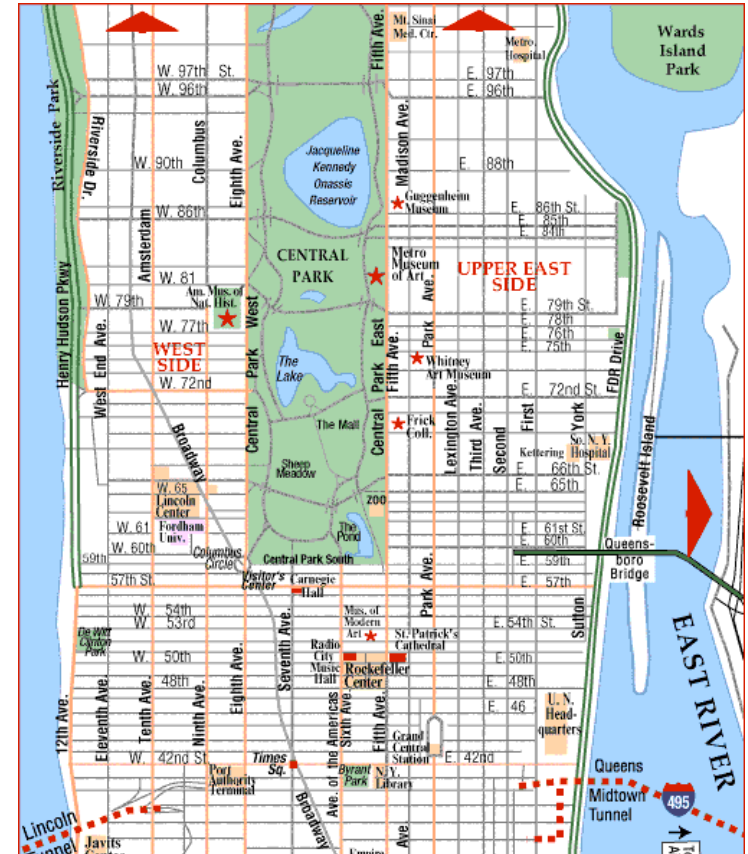 Mt. Sinai
Med. Ctr.
Fifth Ave.
Metro.
Hospital
Wards
Island
Park
W. 97th St.
W. 96th
E. 97th
E. 96th
Riverside Park
Riverside Dr.
Columbus
Eighth Ave.
Madison Ave.
Jacqueline
Kennedy
Onassis
Reservoir
W. 90th
E. 88th
Guggenheim
Museum
W. 86th
E. 86th St.
E. 85th
E. 84th
Amsterdam
CENTRAL
PARK
Metro
Museum
of Art
UPPER EAST
SIDE
W. 81
Am. Mus. of
Nat. Hist.
W. 79th
E. 79th St.
E. 78th
E. 76th
E. 75th
W. 77th
Henry Hudson Pkwy
West End Ave.
WEST
SIDE
W. 72nd
Central Park West
The
Lake
Central Park East
Fifth Ave.
Park Ave.
Whitney
Art Museum
FDR Drive
E. 72nd St.
Frick
Coll.
The Mall
Lexington Ave.
Third Ave.
Second
First
York
Kettering
So. N. Y.
Hospital
Roosevelt Island
Broadway
Sheep
Meadow
E. 66th St.
E. 65th
W. 65
Lincoln
Center
ZOO
W. 61
Fordham
Univ.
The
Pond
E. 61st St.
E. 60th
W. 60th
59th
Columbus
Circle
Central Park South
E. 59th
Queens-
boro
Bridge
57th St.
Visitor's
Center
Carnegie
Hall
E. 57th
Park Ave.
W. 54th
W. 53rd
Mus. of
Modern
Art
E. 54th St.
Sutton
De Witt
Clinton
Park
Seventh Ave.
Radio
City
Music
Hall
St. Patrick's
Cathedral
W. 50th
E. 50th
Rockefeller
Center
48th
E. 48th
E. 46
U. N.
Head-
quarters
EAST RIVER
12th Ave.
Eleventh Ave.
Tenth Ave.
Ninth Ave.
Eighth Ave.
Ave. of the Americas
Sixth Ave.
Fifth Ave.
Grand
Central
Station
W. 42nd St.
Times
Sq.
E. 42nd
Port
Authority
Terminal
Byrant
Park
N. Y.
Library
Queens
Midtown
Tunnel
495
Lincoln
Broadway
Ave.
Javits